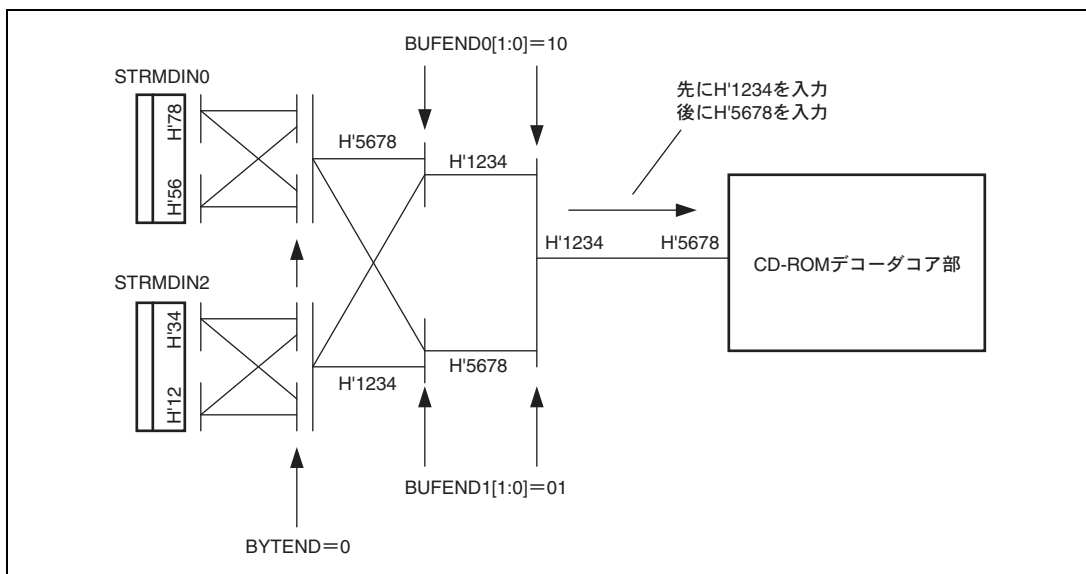 BUFEND0[1:0]＝10
STRMDIN0
H'78
H'56
先にH'1234を入力
後にH'5678を入力
H'5678
H'1234
H'1234
H'5678
CD-ROMデコーダコア部
STRMDIN2
H'34
H'12
H'1234
H'5678
BUFEND1[1:0]＝01
BYTEND＝0